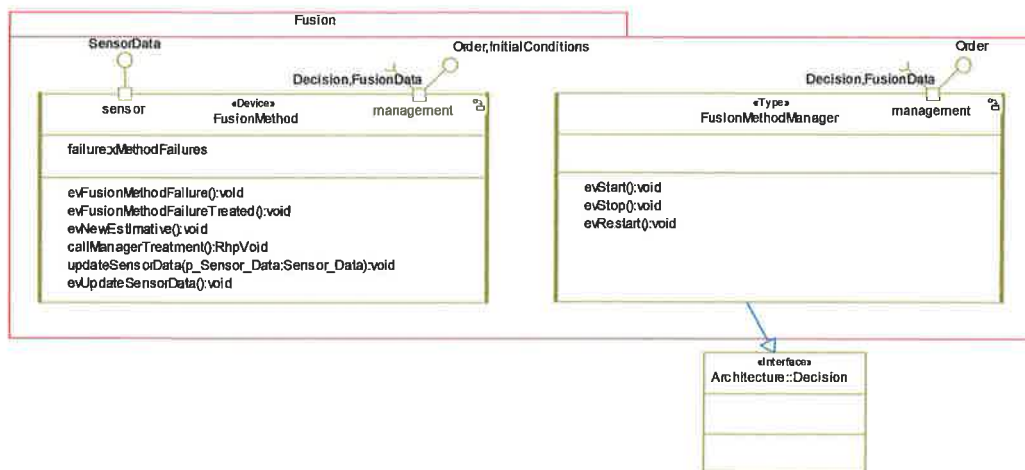 Fusion
SensorData
Order,InitialConditions
Order
Decision,FusionData
Decision,FusionData
sensor
«Device»
FusionMethod
management
failure:xMethodFailures
evFusionMethodFailure():void
evFusionMethodFailureTreated():void
evNewEstimative():void
callManagerTreatment():RhpVoid
updateSensorData(p_Sensor_Data:Sensor_Data):void
evUpdateSensorData():void
«Type»
FusionMethodManager
management
evStart():void
evStop():void
evRestart():void
«Interface»
Architecture::Decision